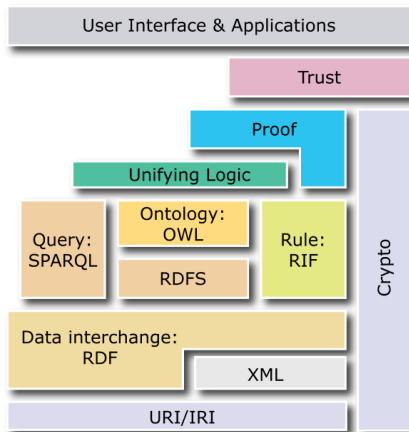 User Interface & Applications
Trust
Proof
Unifying Logic
Query:
SPARQL
Ontology:
OWL
RDFS
Rule:
RIF
Crypto
Data interchange:
RDF
XML
URI/IRI